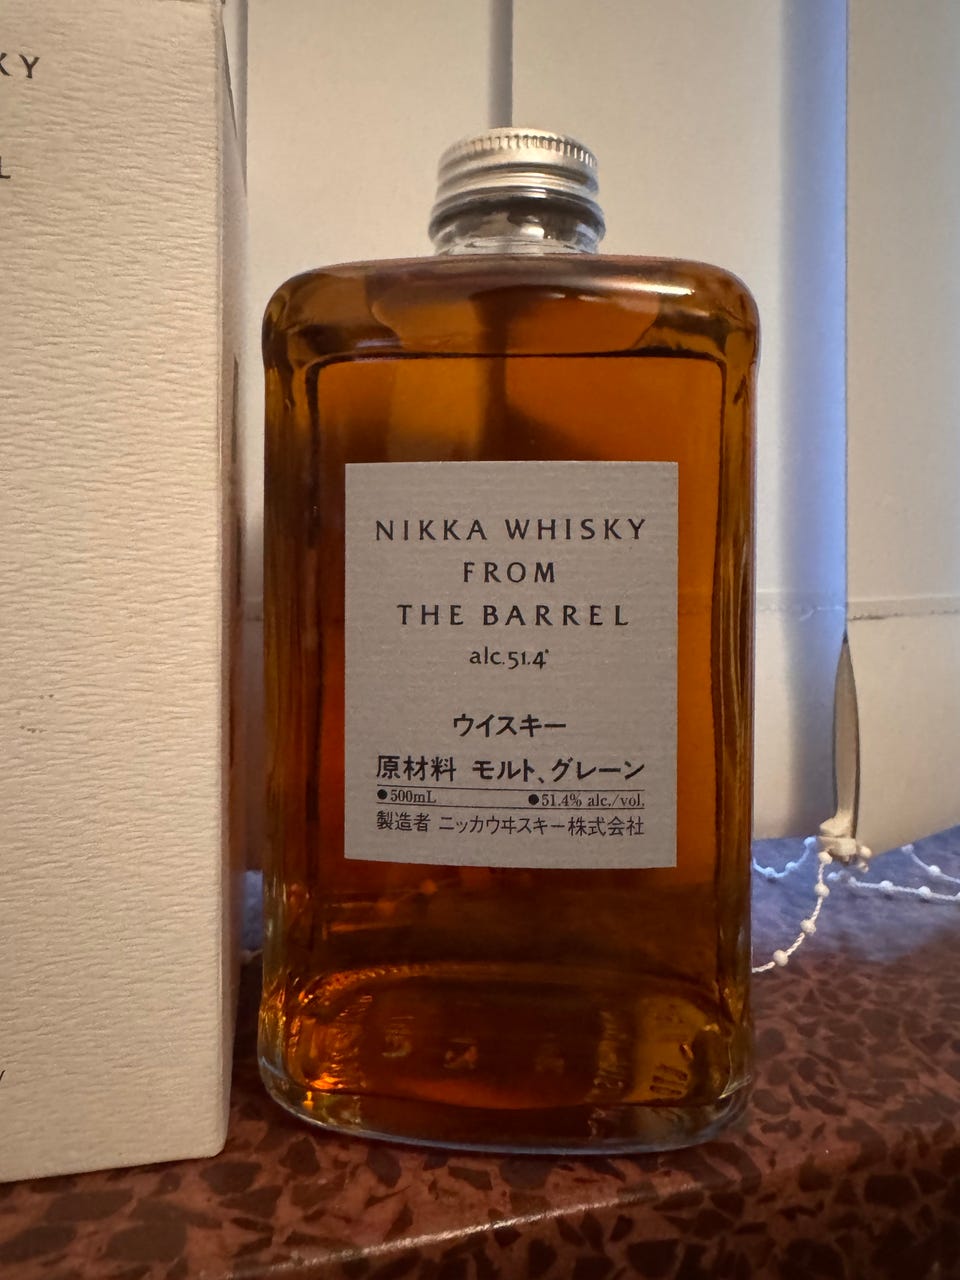 KY
L
NIKKA WHISKY
FROM
THE BARREL
alc.51.4°
ウイスキー
原材料 モルト、グレーン
●500mL ●51.4% alc./vol.
製造者 ニッカウヰスキー株式会社